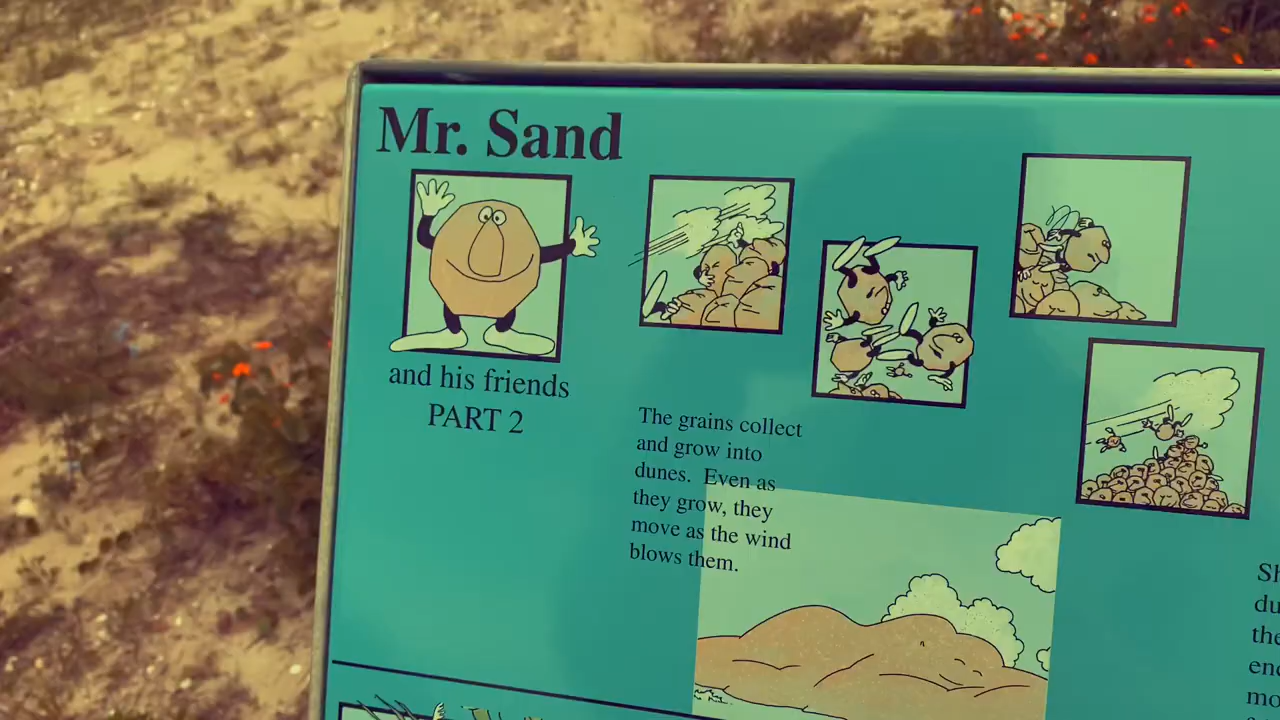 Mr. Sand
and his friends
PART 2
The grains collect
and grow into
dunes. Even as
they grow, they
move as the wind
blows them.